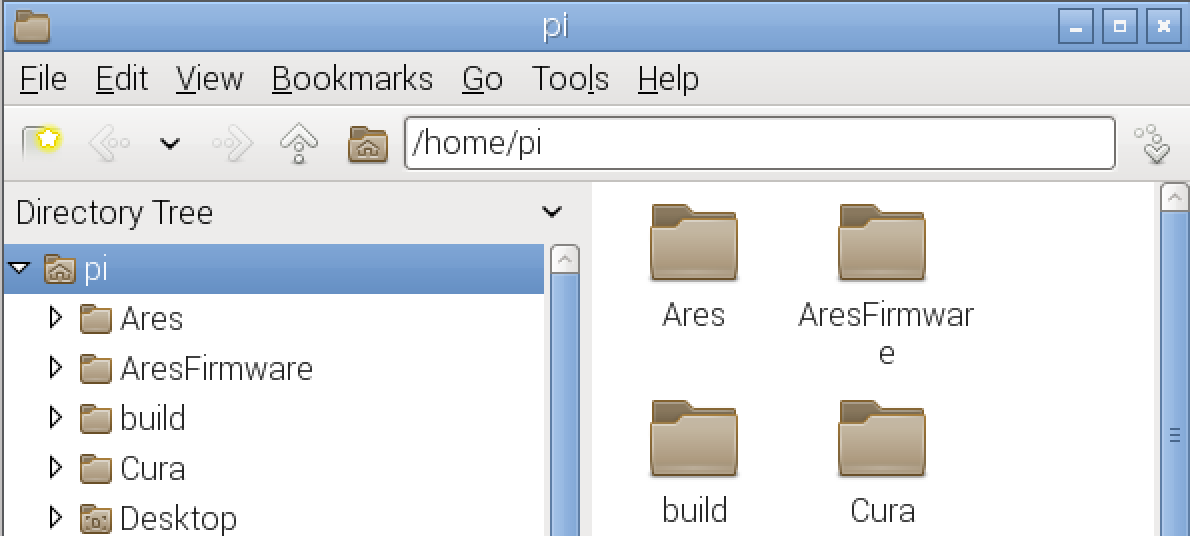 pi
File Edit View Bookmarks Go Tools Help
/home/pi
Directory Tree
pi
Ares
AresFirmware
build
Cura
Desktop
Ares
AresFirmwar
e
build
Cura